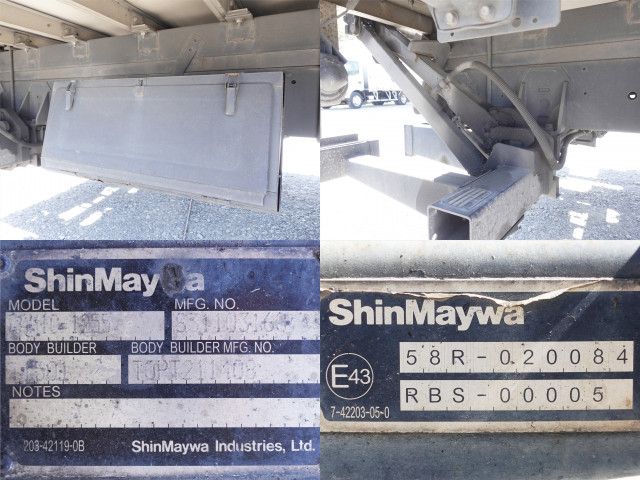 ShinMaywa
MODEL MFG. NO.
BODY BUILDER BODY BUILDER MFG. NO.
NOTES
203-42119-0B ShinMaywa Industries, Ltd.
ShinMaywa
58R-020084
E43
RBS-00005
7-42203-05-0